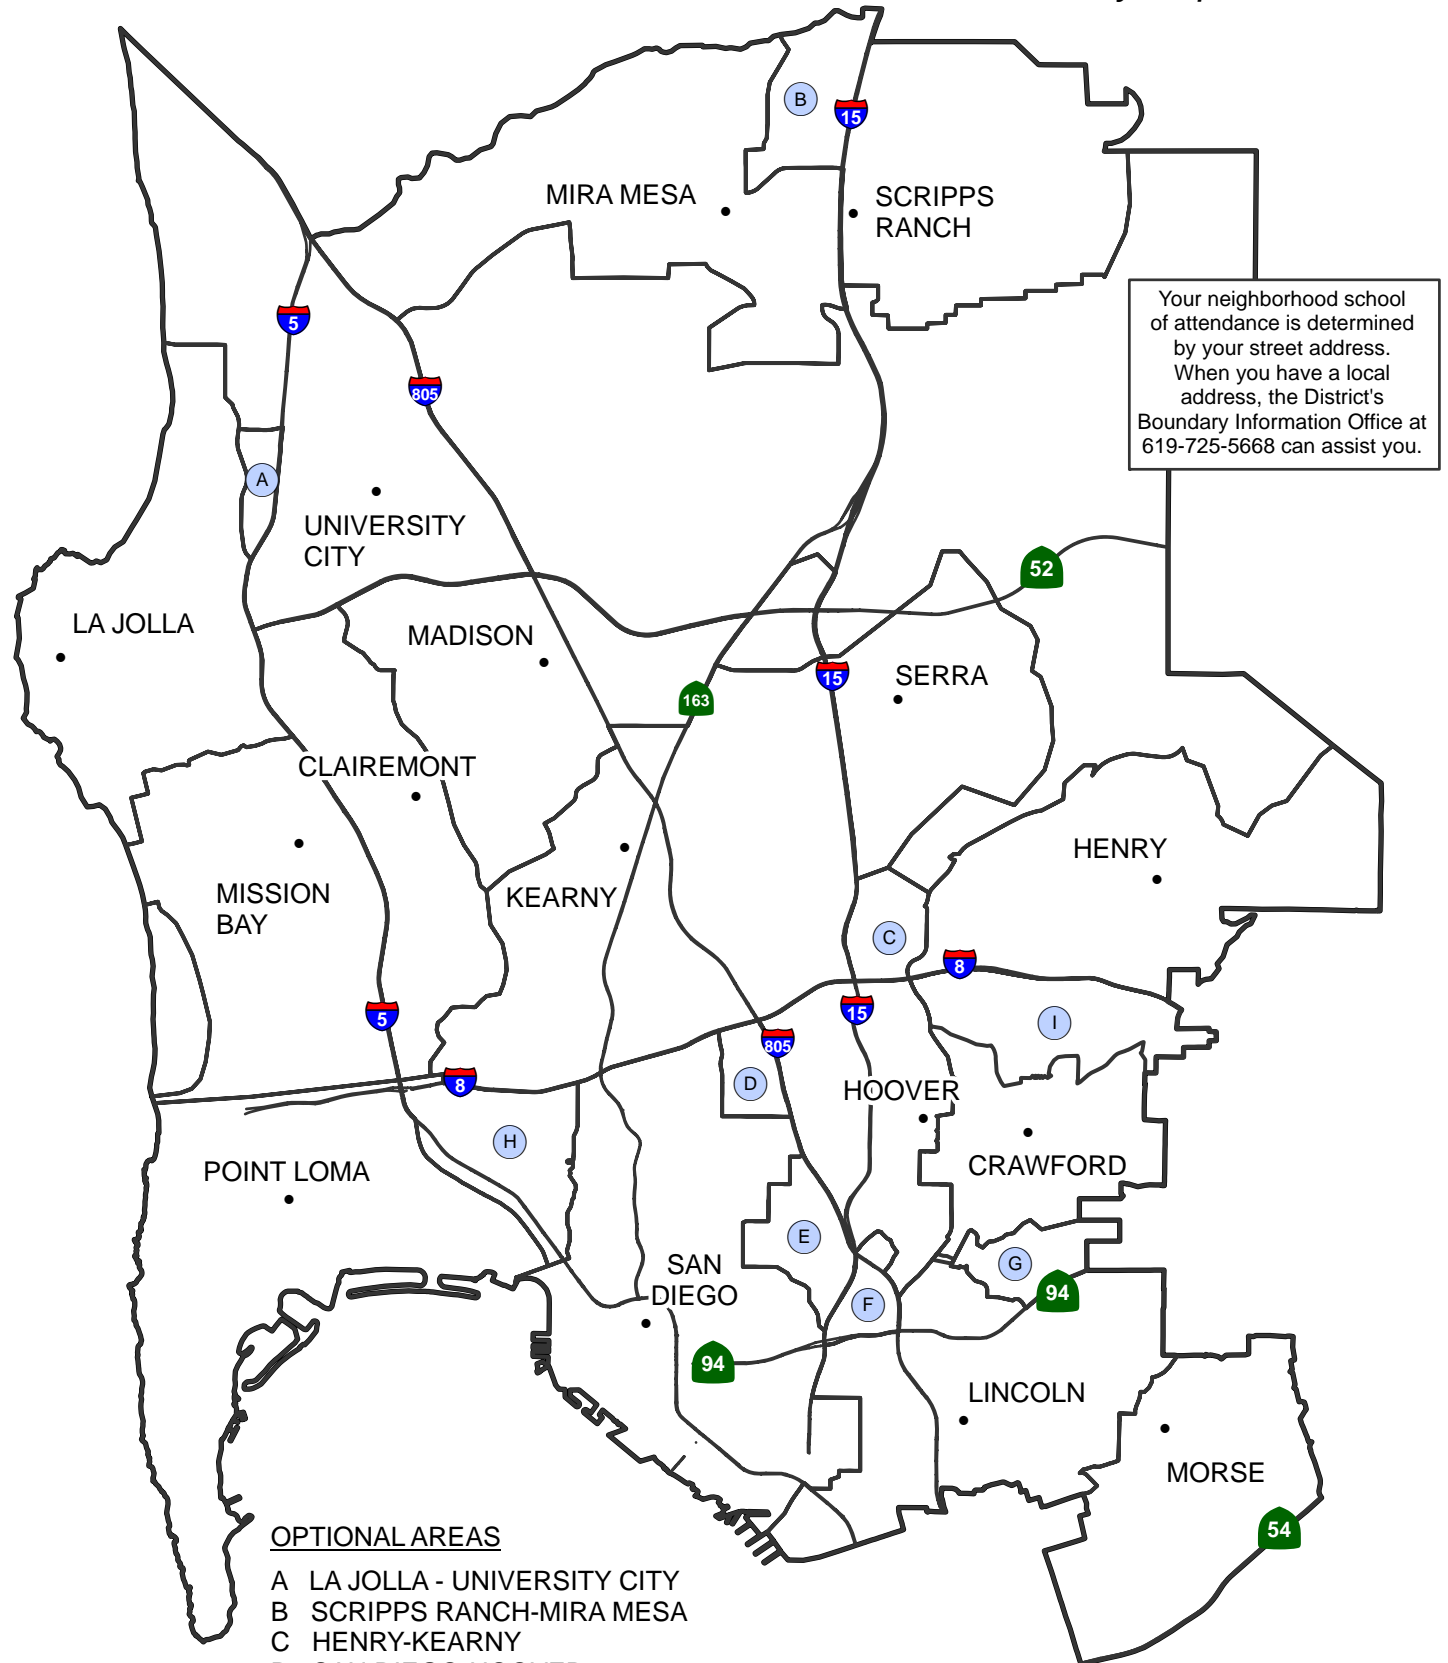 B
15
MIRA MESA
SCRIPPS
RANCH
5
Your neighborhood school
of attendance is determined
by your street address.
When you have a local
address, the District's
Boundary Information Office at
619-725-5668 can assist you.
805
A
UNIVERSITY
CITY
52
LA JOLLA
MADISON
15
SERRA
163
CLAIREMONT
HENRY
MISSION
BAY
KEARNY
C
8
5
15
I
805
8
D
HOOVER
H
CRAWFORD
POINT LOMA
E
G
SAN
DIEGO
F
94
94
LINCOLN
MORSE
54
OPTIONAL AREAS
A LA JOLLA - UNIVERSITY CITY
B SCRIPPS RANCH-MIRA MESA
C HENRY-KEARNY